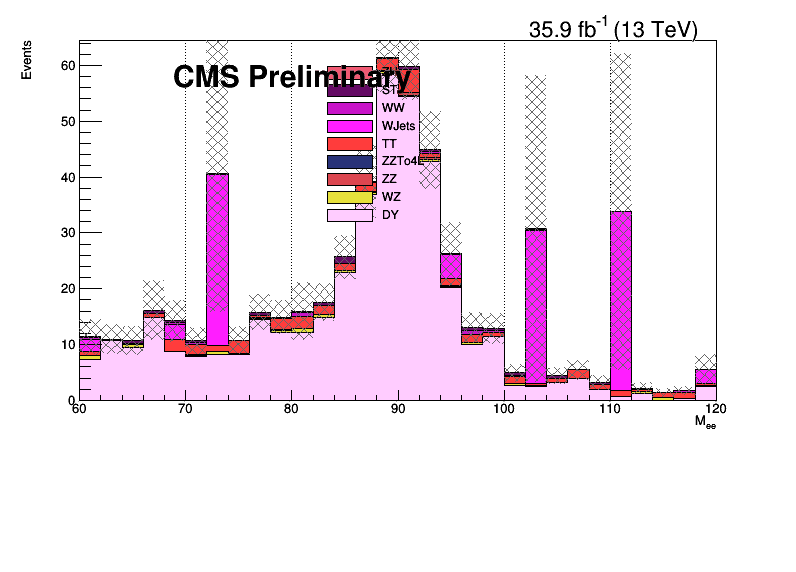 35.9 fb-1 (13 TeV)
Events
CMS Preliminary
ST
WW
WJets
TT
ZZTo4L
ZZ
WZ
DY
60
50
40
30
20
10
0
60 70 80 90 100 110 120
Mee